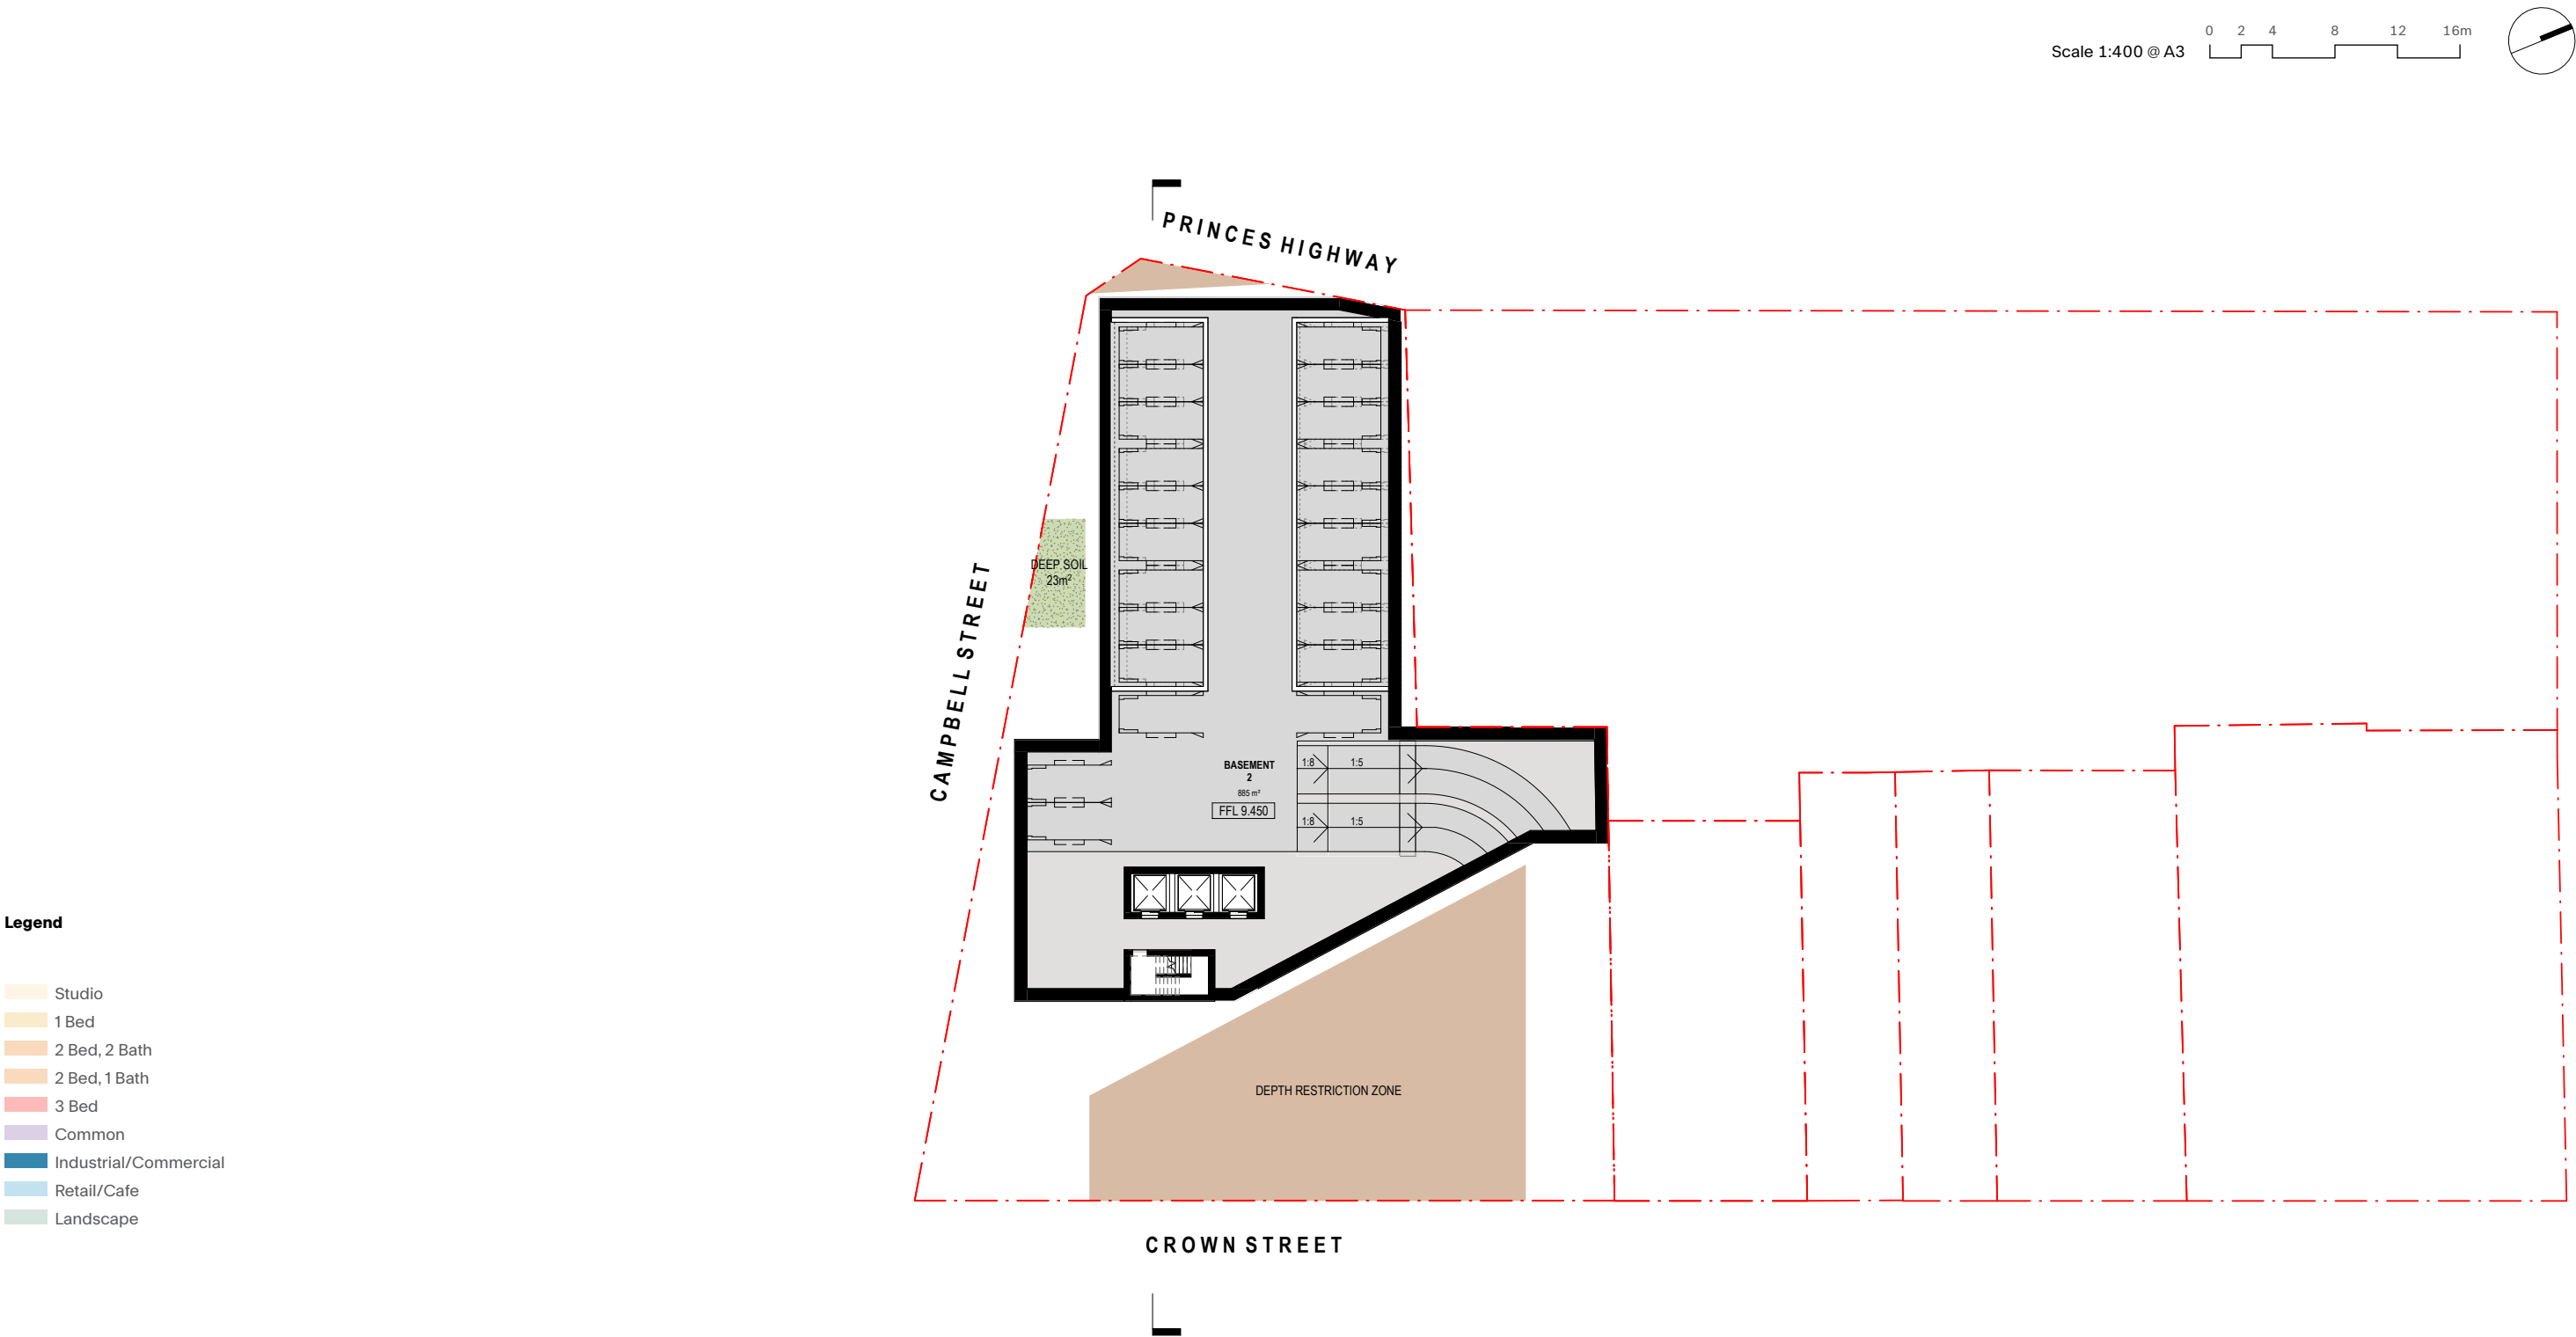 0 2 4 8 12 16m
Scale 1:400 @ A3
PRINCES HIGHWAY
DEEP SOIL
23m²
CAMPBELL STREET
1:8 1:5
BASEMENT
2
885 m²
FFL 9.450
1:8 1:5
Legend
Studio
1 Bed
2 Bed, 2 Bath
2 Bed, 1 Bath
3 Bed
Common
Industrial/Commercial
Retail/Cafe
Landscape
DEPTH RESTRICTION ZONE
CROWN STREET